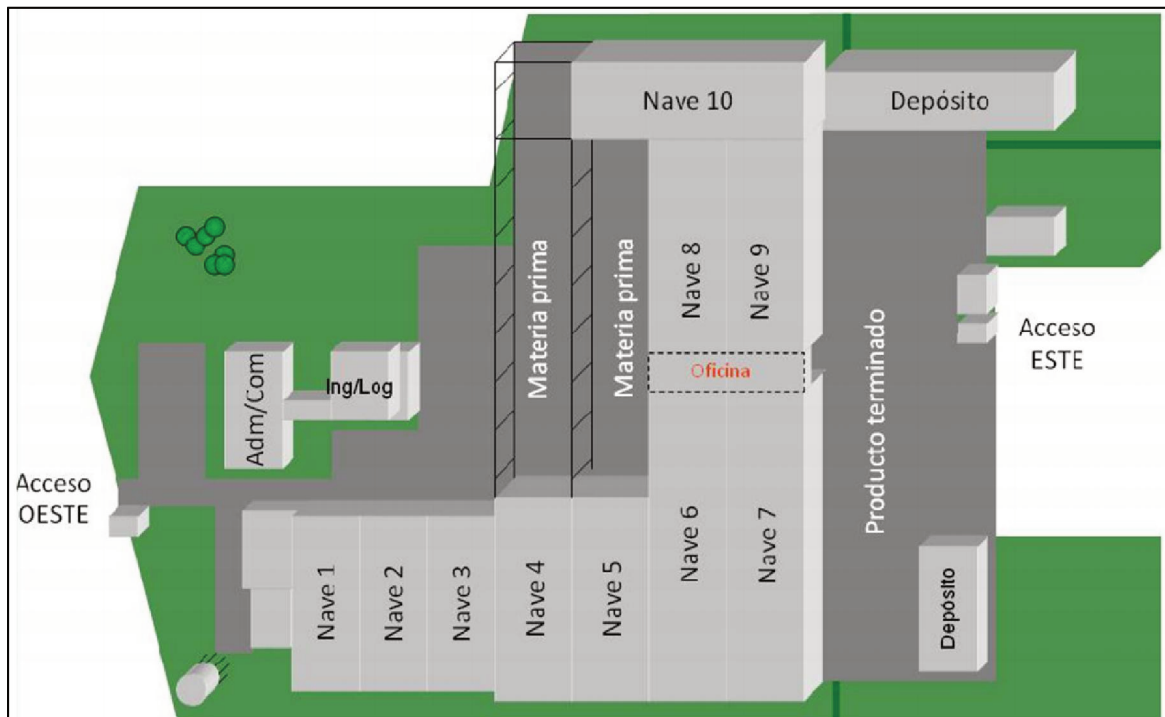 Nave 10
Depósito
Nave 8
Nave 9
Materia prima
Materia prima
Oficina
Producto terminado
Acceso
ESTE
Adm/Com
Ing/Log
Acceso
OESTE
Nave 1
Nave 2
Nave 3
Nave 4
Nave 5
Nave 6
Nave 7
Depósito